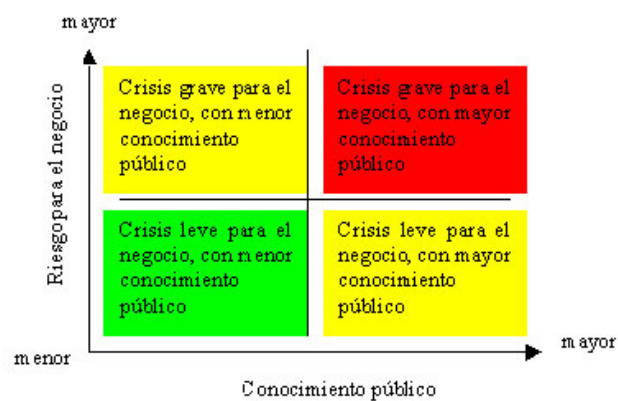 mayor
Riesgo para el negocio
Crisis grave para el
negocio, con menor
conocimiento
público
Crisis grave para el
negocio, con mayor
conocimiento
público
Crisis leve para el
negocio, con menor
conocimiento
público
Crisis leve para el
negocio, con mayor
conocimiento
público
menor
mayor
Conocimiento público